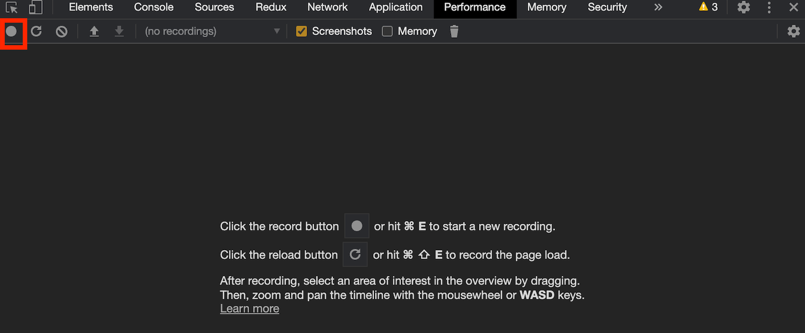 Elements Console Sources Redux Network Application Performance Memory Security » 3
(no recordings) Screenshots Memory
Click the record button or hit ⌘ E to start a new recording.
Click the reload button or hit ⌘ ⇧ E to record the page load.
After recording, select an area of interest in the overview by dragging.
Then, zoom and pan the timeline with the mousewheel or WASD keys.
Learn more